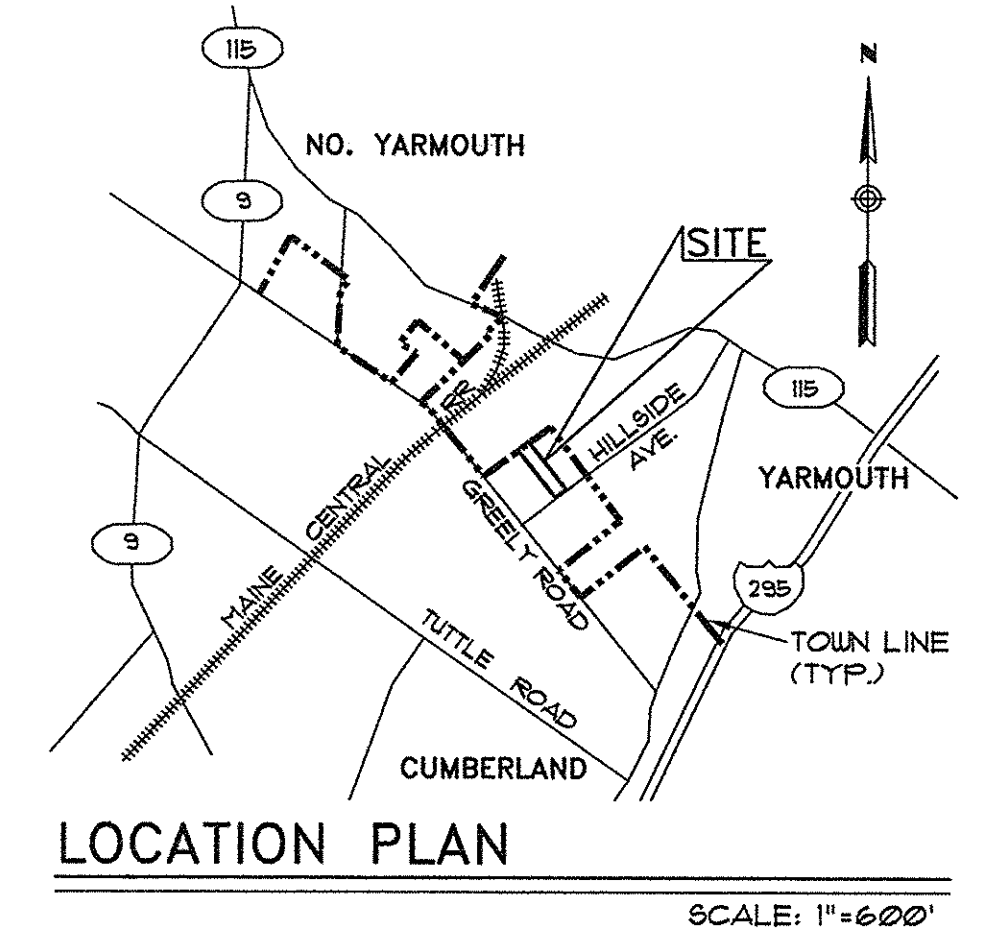 115
N
NO. YARMOUTH
9
SITE
RR
115
HILLSIDE
AVE.
YARMOUTH
CENTRAL
GREELY ROAD
9
295
MAINE
TUTTLE ROAD
TOWN LINE
(TYP.)
CUMBERLAND
LOCATION PLAN
SCALE: 1"=600'